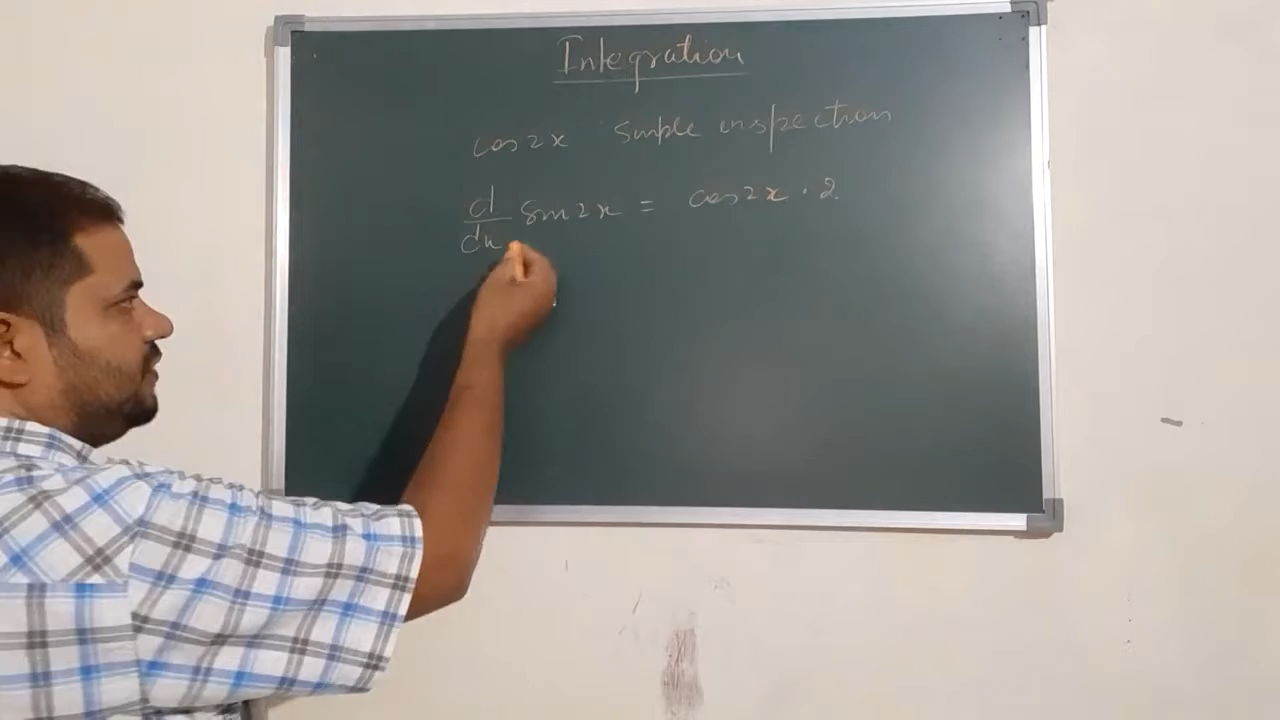 Integration
cos 2x simple inspection
d/dx sin 2x = cos 2x · 2